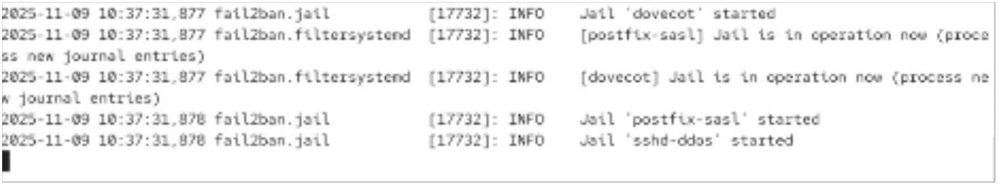 2025-11-09 10:37:31,877 fail2ban.jail           [17732]: INFO    Jail 'dovecot' started
2025-11-09 10:37:31,877 fail2ban.filtersystemd  [17732]: INFO    [postfix-sasl] Jail is in operation now (proce
ss new journal entries)
2025-11-09 10:37:31,877 fail2ban.filtersystemd  [17732]: INFO    [dovecot] Jail is in operation now (process ne
w journal entries)
2025-11-09 10:37:31,878 fail2ban.jail           [17732]: INFO    Jail 'postfix-sasl' started
2025-11-09 10:37:31,878 fail2ban.jail           [17732]: INFO    Jail 'sshd-ddos' started